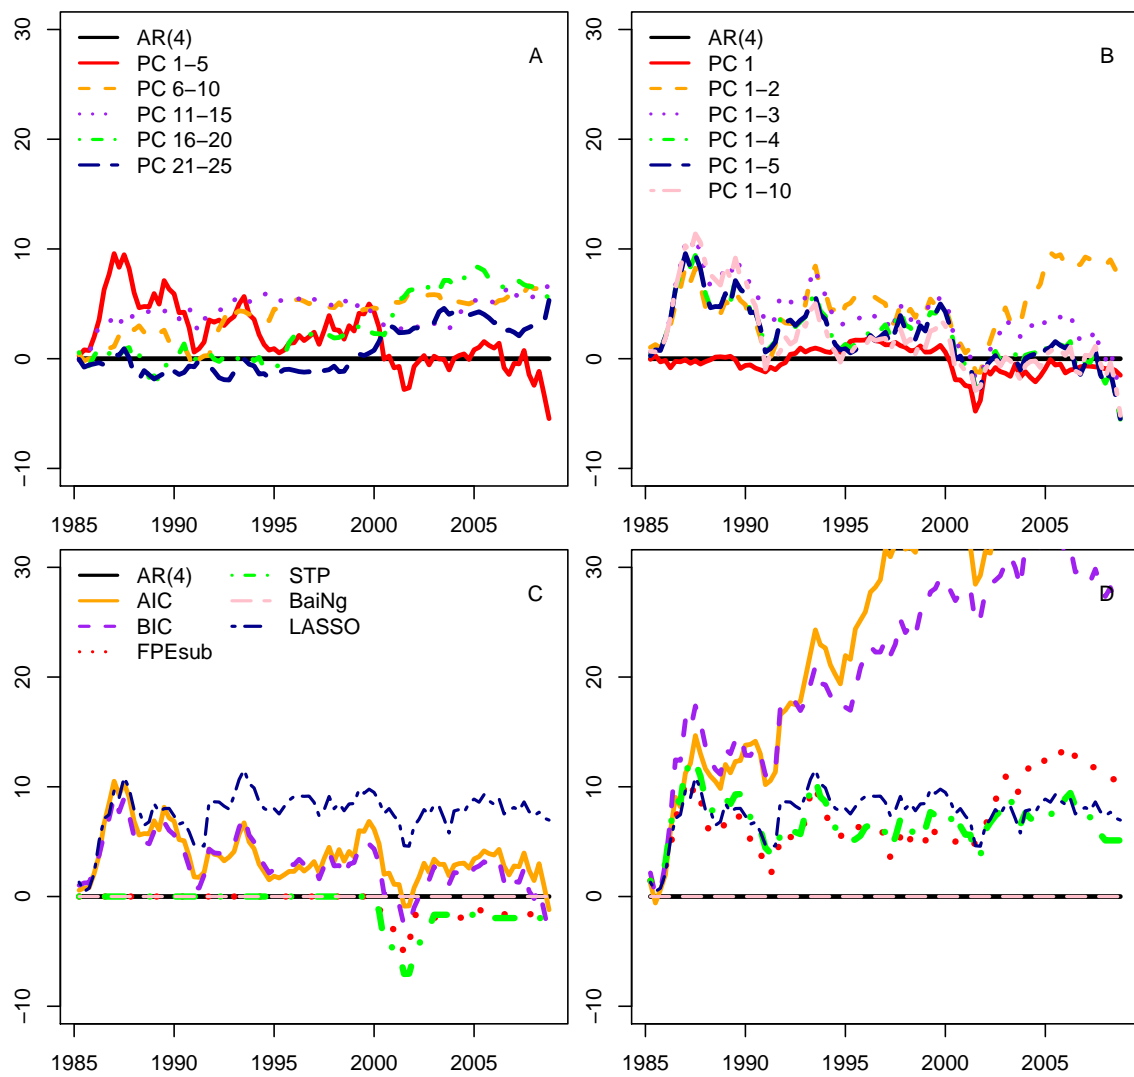 30
20
10
0
−10
AR(4)
PC 1−5
PC 6−10
PC 11−15
PC 16−20
PC 21−25
A
1985 1990 1995 2000 2005
30
20
10
0
−10
AR(4)
PC 1
PC 1−2
PC 1−3
PC 1−4
PC 1−5
PC 1−10
B
1985 1990 1995 2000 2005
30
20
10
0
−10
AR(4) STP
AIC BaiNg
BIC LASSO
FPEsub
C
1985 1990 1995 2000 2005
30
20
10
0
−10
D
1985 1990 1995 2000 2005